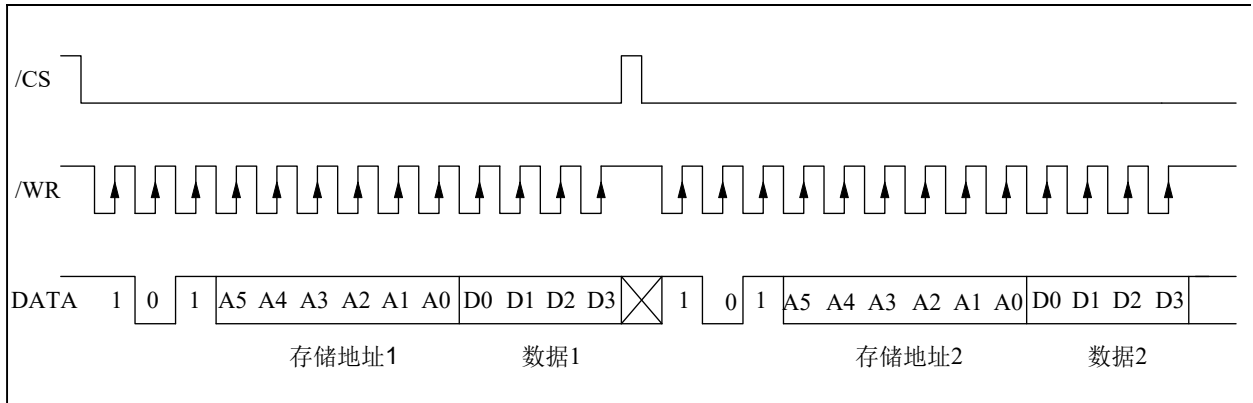 /CS
/WR
DATA 1 0 1 A5 A4 A3 A2 A1 A0 D0 D1 D2 D3 1 0 1 A5 A4 A3 A2 A1 A0 D0 D1 D2 D3
存储地址1 数据1 存储地址2 数据2